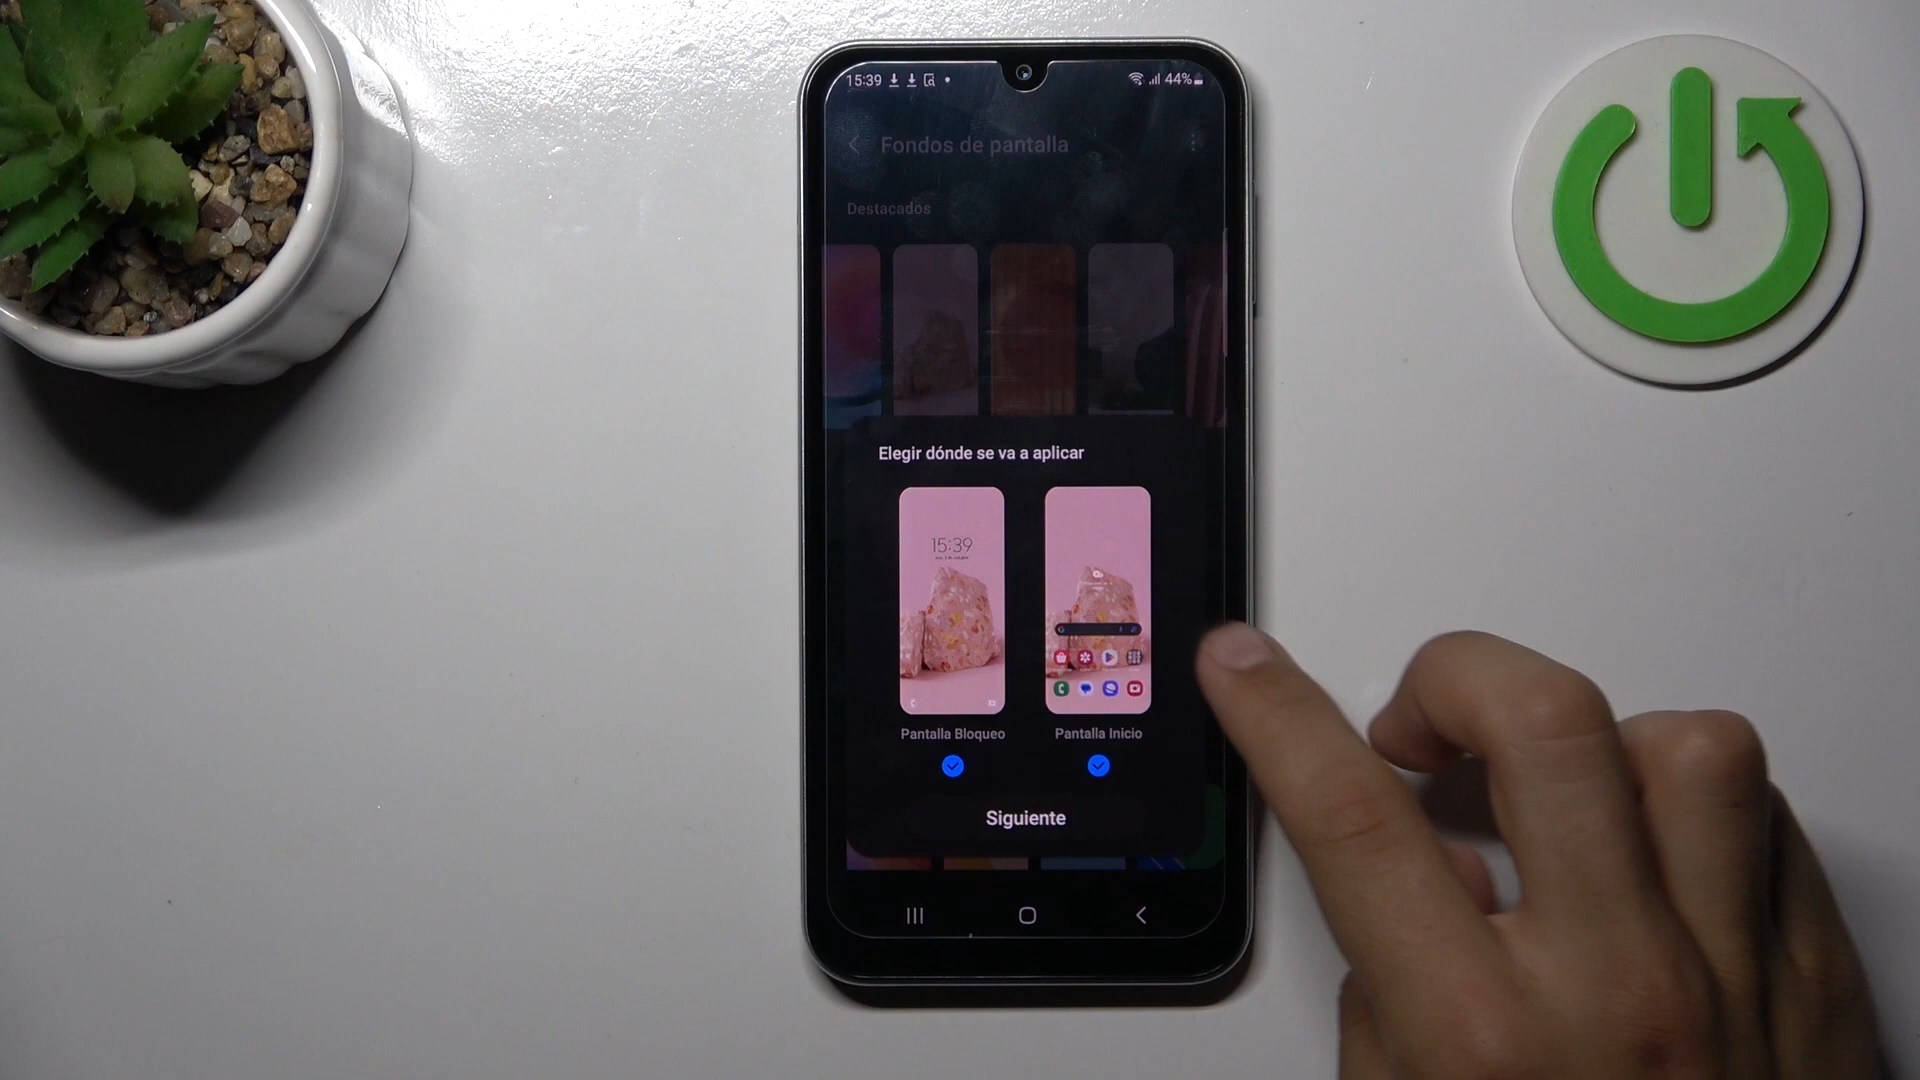 15:39
44%
Fondos de pantalla
Destacados
Elegir dónde se va a aplicar
15:39
Pantalla Bloqueo
Pantalla Inicio
Siguiente